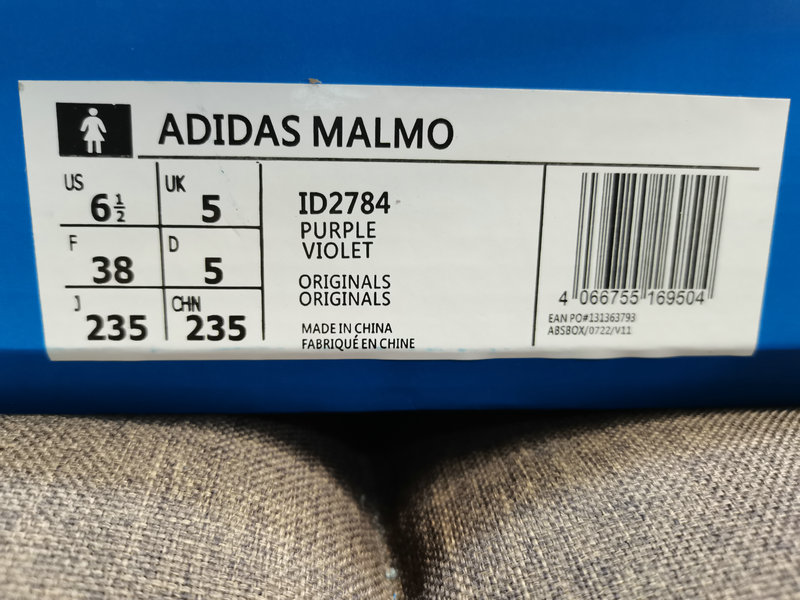 ADIDAS MALMO
US 6½ UK 5
F 38 D 5
J 235 CHN 235
ID2784
PURPLE
VIOLET
ORIGINALS
ORIGINALS
MADE IN CHINA
FABRIQUÉ EN CHINE
4 066755 169504
EAN PO#131363793
ABSBOX/0722/V11